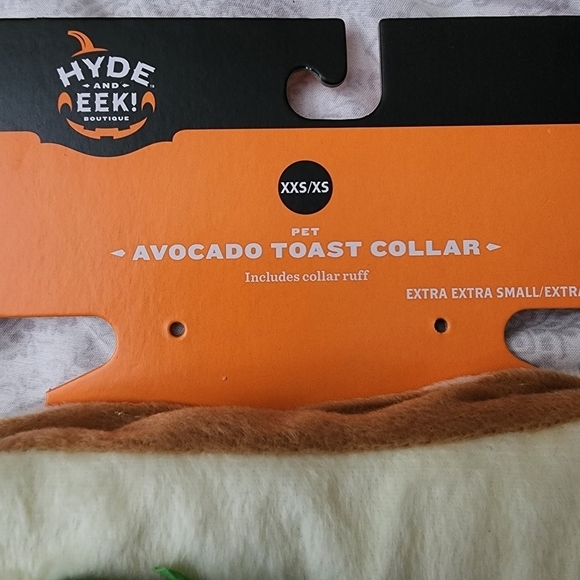 HYDE
AND
EEK!
BOUTIQUE
XXS/XS
PET
AVOCADO TOAST COLLAR
Includes collar ruff
EXTRA EXTRA SMALL/EXTRA